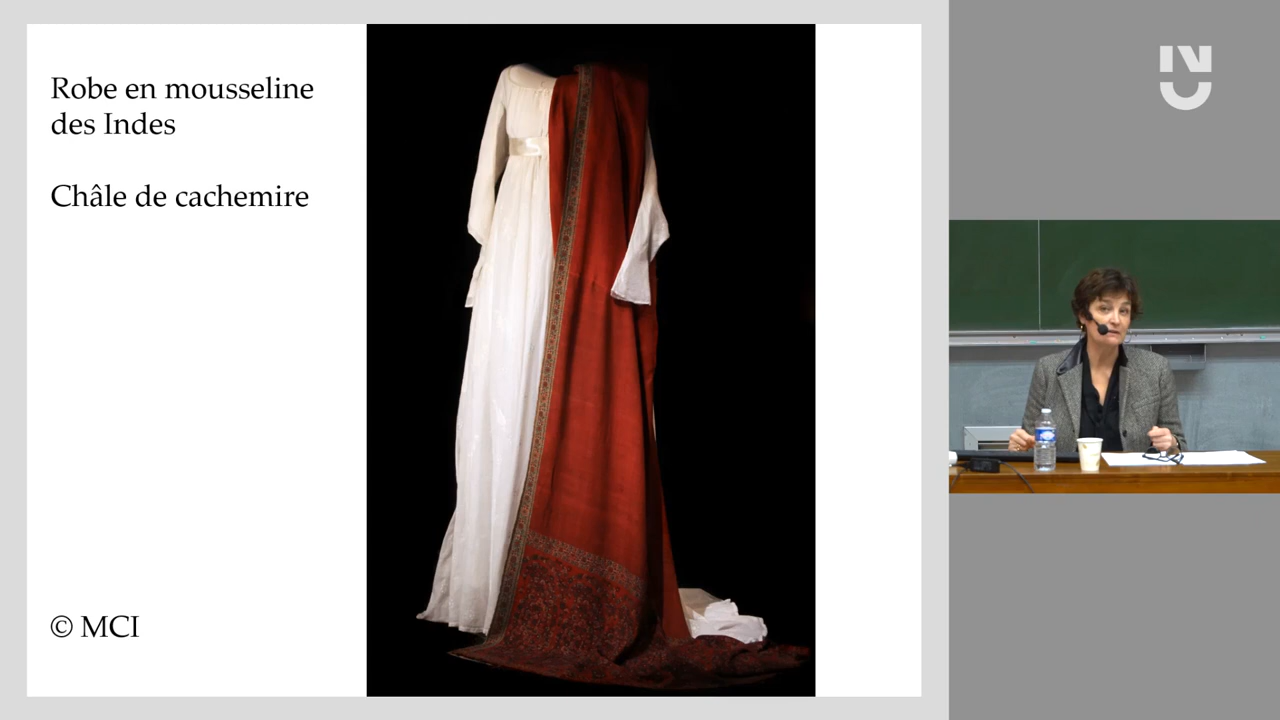 Robe en mousseline
des Indes
Châle de cachemire
© MCI